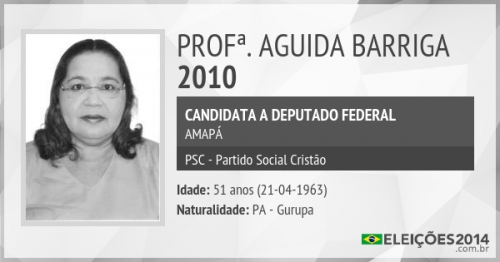 PROFª. AGUIDA BARRIGA
2010
CANDIDATA A DEPUTADO FEDERAL
AMAPÁ
PSC - Partido Social Cristão
Idade: 51 anos (21-04-1963)
Naturalidade: PA - Gurupa
ELEIÇÕES2014
.com.br